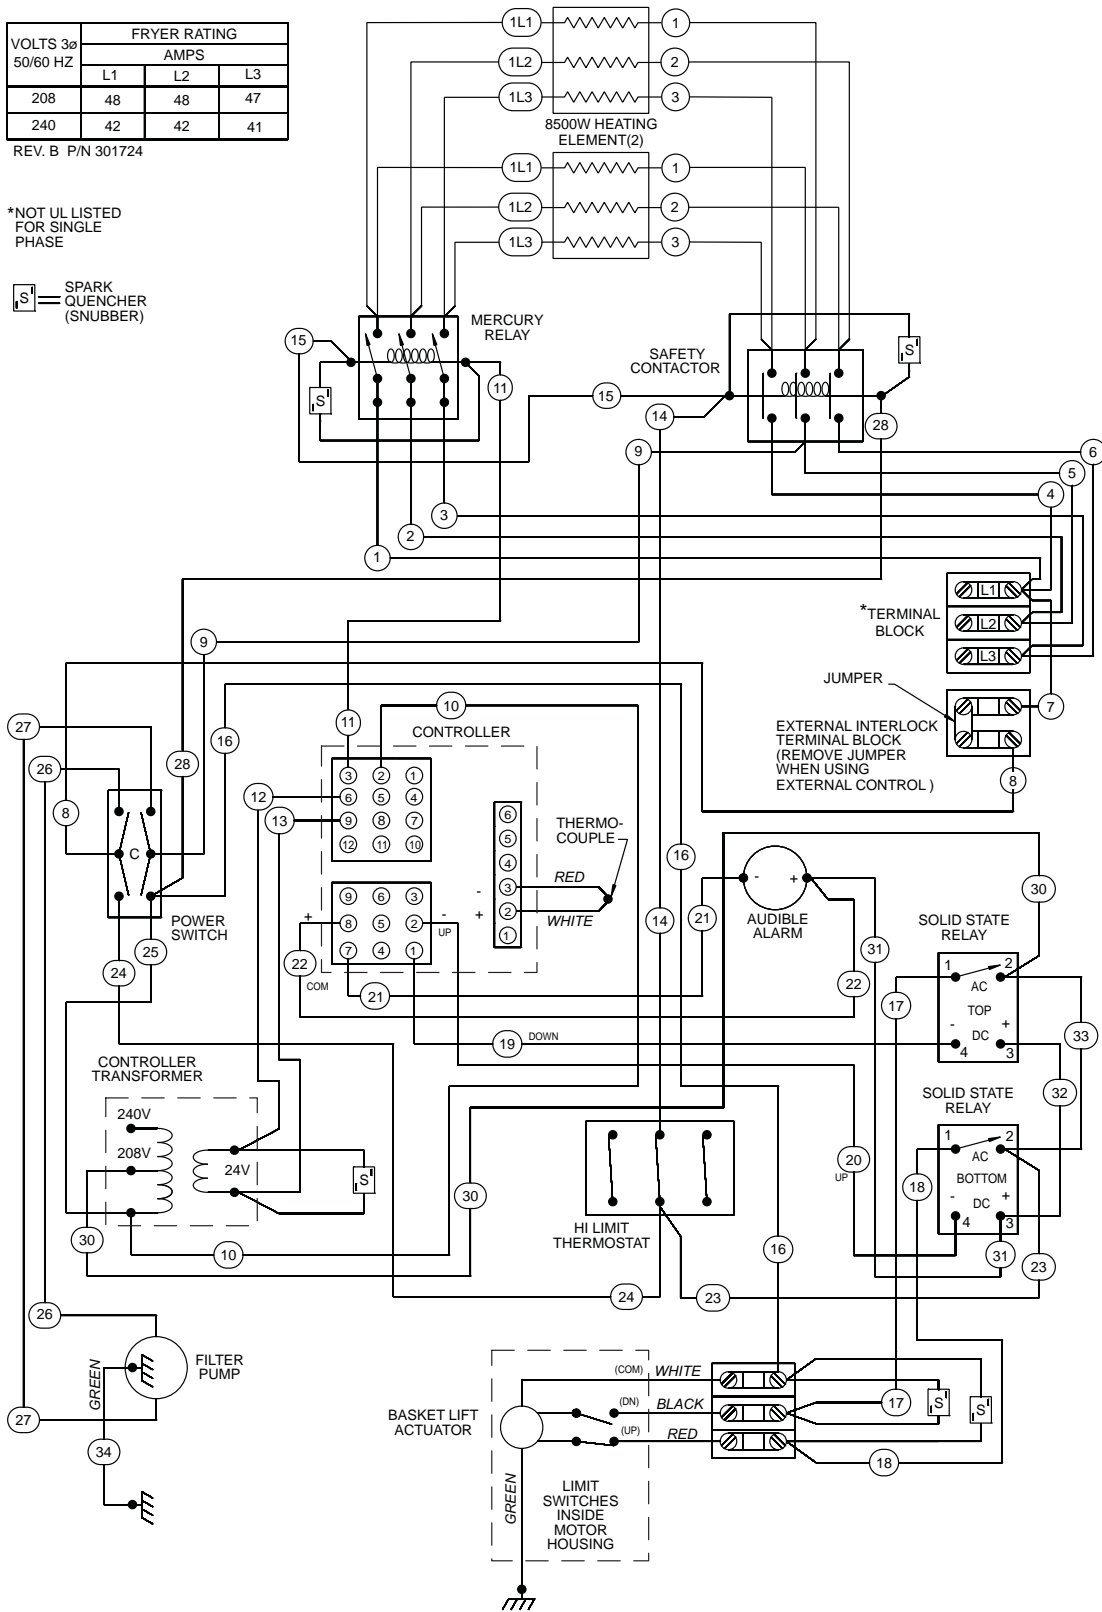 VOLTS 3ø
50/60 HZ
FRYER RATING
AMPS
L1 L2 L3
208 48 48 47
240 42 42 41
REV. B P/N 301724
*NOT UL LISTED
FOR SINGLE
PHASE
S
SPARK
QUENCHER
(SNUBBER)
1L1 1
1L2 2
1L3 3
8500W HEATING
ELEMENT(2)
1L1 1
1L2 2
1L3 3
MERCURY
RELAY
15
S
11
SAFETY
CONTACTOR
S
15
14
28
9
6
5
4
3
2
1
L1
L2
L3
*TERMINAL
BLOCK
JUMPER
EXTERNAL INTERLOCK
TERMINAL BLOCK
(REMOVE JUMPER
WHEN USING
EXTERNAL CONTROL )
7
8
9
27
16
26
28
8
C
POWER
SWITCH
25
24
11
10
CONTROLLER
12
13
3 2 1
6 5 4
9 8 7
12 11 10
9 6 3
8 5 2
7 4 1
+
-
UP
22
COM
21
6
5
4
3
2
1
-
+
THERMO-
COUPLE
RED
WHITE
16
14
21
- +
AUDIBLE
ALARM
31
22
30
17
SOLID STATE
RELAY
1 2
AC
TOP
- +
DC
4 3
33
19 DOWN
32
SOLID STATE
RELAY
1 2
AC
BOTTOM
- +
DC
4 3
20
UP
18
31
23
CONTROLLER
TRANSFORMER
240V
208V
24V
S
30
10
30
HI LIMIT
THERMOSTAT
16
24
23
26
GREEN
FILTER
PUMP
27
34
BASKET LIFT
ACTUATOR
(COM) WHITE
(DN) BLACK
(UP) RED
GREEN
LIMIT
SWITCHES
INSIDE
MOTOR
HOUSING
17
S
S
18